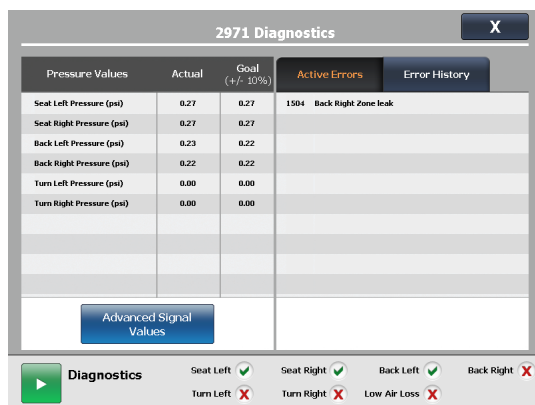 2971 Diagnostics
X
Pressure Values Actual Goal (+/- 10%)
Active Errors Error History
Seat Left Pressure (psi) 0.27 0.27
1504 Back Right Zone leak
Seat Right Pressure (psi) 0.27 0.27
Back Left Pressure (psi) 0.23 0.22
Back Right Pressure (psi) 0.22 0.22
Turn Left Pressure (psi) 0.00 0.00
Turn Right Pressure (psi) 0.00 0.00
Advanced Signal
Values
Diagnostics
Seat Left Seat Right Back Left Back Right
Turn Left Turn Right Low Air Loss